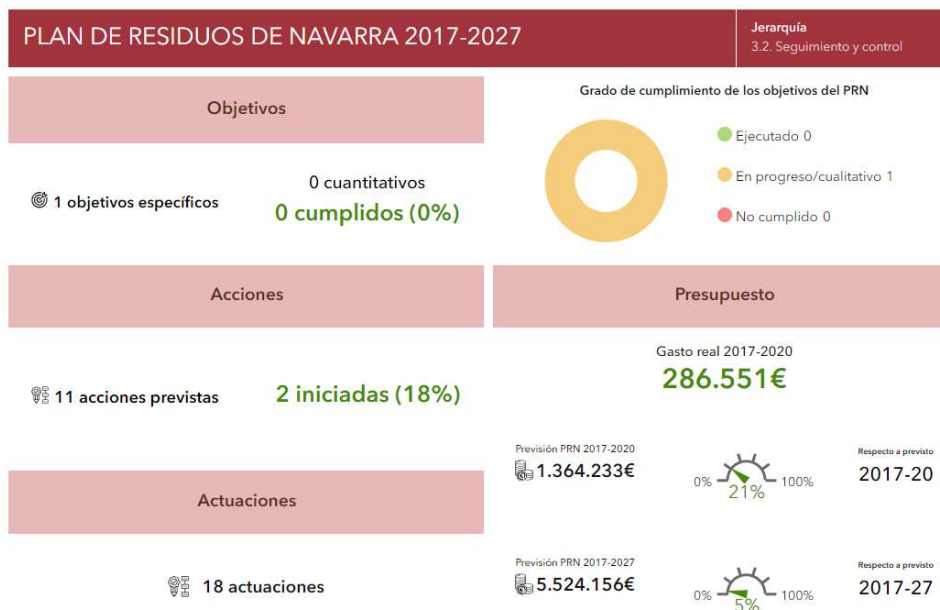 PLAN DE RESIDUOS DE NAVARRA 2017-2027
Jerarquía
3.2. Seguimiento y control
Objetivos
1 objetivos específicos
0 cuantitativos
0 cumplidos (0%)
Grado de cumplimiento de los objetivos del PRN
Ejecutado 0
En progreso/cualitativo 1
No cumplido 0
Acciones
11 acciones previstas
2 iniciadas (18%)
Presupuesto
Gasto real 2017-2020
286.551€
Previsión PRN 2017-2020
1.364.233€
0%
21%
100%
Respecto a previsto
2017-20
Actuaciones
18 actuaciones
Previsión PRN 2017-2027
5.524.156€
0%
5%
100%
Respecto a previsto
2017-27